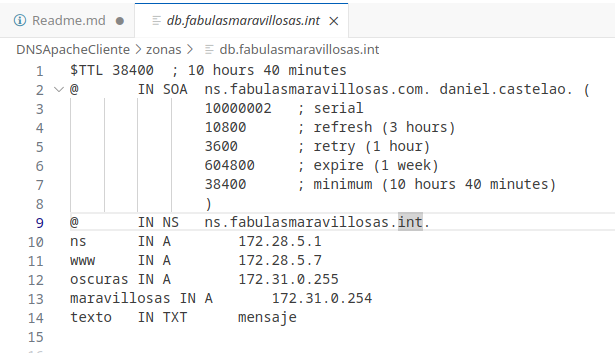 Readme.md ● db.fabulasmaravillosas.int ×
DNSApacheCliente > zonas > db.fabulasmaravillosas.int
1 $TTL 38400 ; 10 hours 40 minutes
2 @ IN SOA ns.fabulasmaravillosas.com. daniel.castelao. (
3 10000002 ; serial
4 10800 ; refresh (3 hours)
5 3600 ; retry (1 hour)
6 604800 ; expire (1 week)
7 38400 ; minimum (10 hours 40 minutes)
8 )
9 @ IN NS ns.fabulasmaravillosas.int.
10 ns IN A 172.28.5.1
11 www IN A 172.28.5.7
12 oscuras IN A 172.31.0.255
13 maravillosas IN A 172.31.0.254
14 texto IN TXT mensaje
15